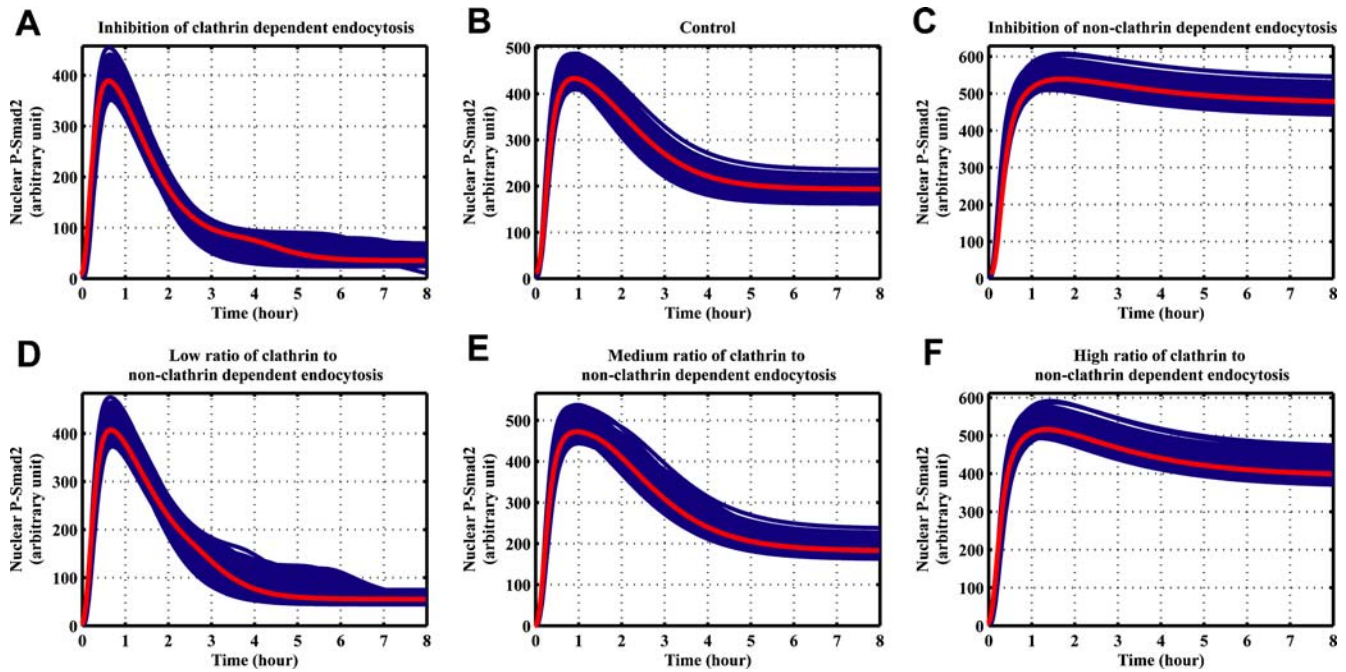 A
Inhibition of clathrin dependent endocytosis
Nuclear P-Smad2
(arbitrary unit)
400
300
200
100
0
0 1 2 3 4 5 6 7 8
Time (hour)
B
Control
Nuclear P-Smad2
(arbitrary unit)
500
400
300
200
100
0
0 1 2 3 4 5 6 7 8
Time (hour)
C
Inhibition of non-clathrin dependent endocytosis
Nuclear P-Smad2
(arbitrary unit)
600
500
400
300
200
100
0
0 1 2 3 4 5 6 7 8
Time (hour)
D
Low ratio of clathrin to
non-clathrin dependent endocytosis
Nuclear P-Smad2
(arbitrary unit)
400
300
200
100
0
0 1 2 3 4 5 6 7 8
Time (hour)
E
Medium ratio of clathrin to
non-clathrin dependent endocytosis
Nuclear P-Smad2
(arbitrary unit)
500
400
300
200
100
0
0 1 2 3 4 5 6 7 8
Time (hour)
F
High ratio of clathrin to
non-clathrin dependent endocytosis
Nuclear P-Smad2
(arbitrary unit)
600
500
400
300
200
100
0
0 1 2 3 4 5 6 7 8
Time (hour)